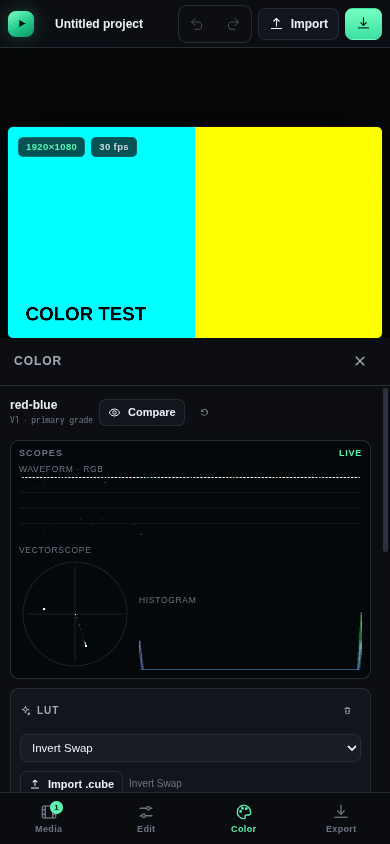 Untitled project
Import
1920×1080
30 fps
COLOR TEST
COLOR
red-blue
V1 · primary grade
Compare
SCOPES
LIVE
WAVEFORM · RGB
VECTORSCOPE
HISTOGRAM
LUT
Invert Swap
Import .cube
Invert Swap
1
Media
Edit
Color
Export